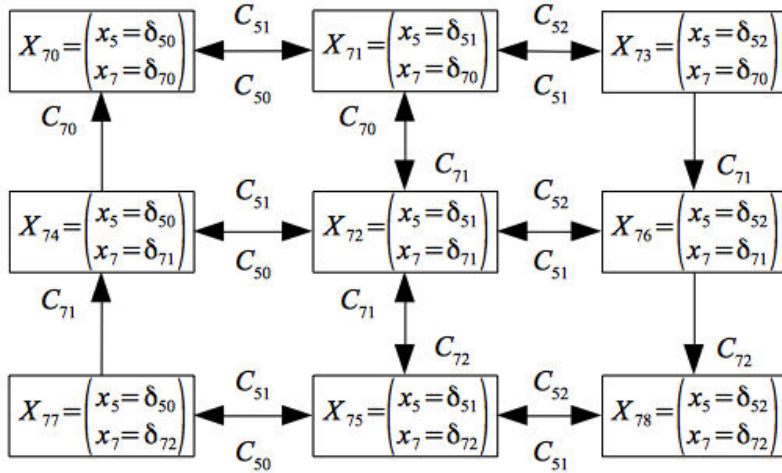 C₅₁ C₅₂
X₇₀=(x₅=δ₅₀ x₇=δ₇₀) X₇₁=(x₅=δ₅₁ x₇=δ₇₀) X₇₃=(x₅=δ₅₂ x₇=δ₇₀)
C₅₀ C₅₁
C₇₀ C₇₀
C₇₁ C₇₁
C₅₁ C₅₂
X₇₄=(x₅=δ₅₀ x₇=δ₇₁) X₇₂=(x₅=δ₅₁ x₇=δ₇₁) X₇₆=(x₅=δ₅₂ x₇=δ₇₁)
C₅₀ C₅₁
C₇₁ C₇₁
C₇₂ C₇₂
C₅₁ C₅₂
X₇₇=(x₅=δ₅₀ x₇=δ₇₂) X₇₅=(x₅=δ₅₁ x₇=δ₇₂) X₇₈=(x₅=δ₅₂ x₇=δ₇₂)
C₅₀ C₅₁